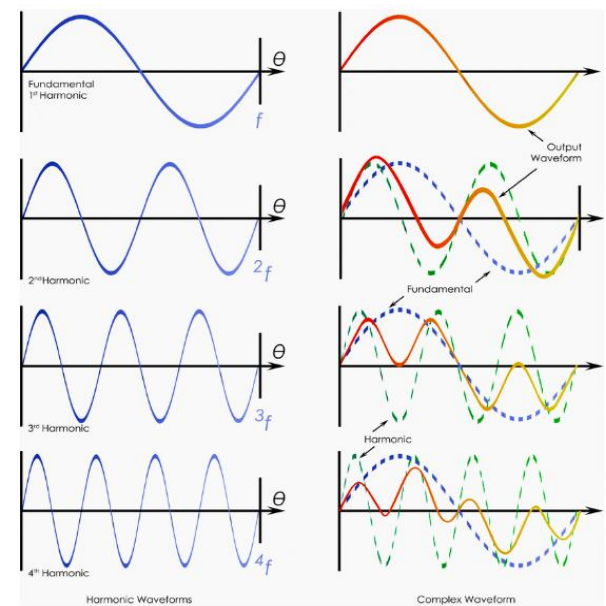 θ
Fundamental
1st Harmonic
f
Output
Waveform
θ
2nd Harmonic
2f
Fundamental
θ
3rd Harmonic
3f
Harmonic
θ
4th Harmonic
4f
Harmonic Waveforms
Complex Waveform